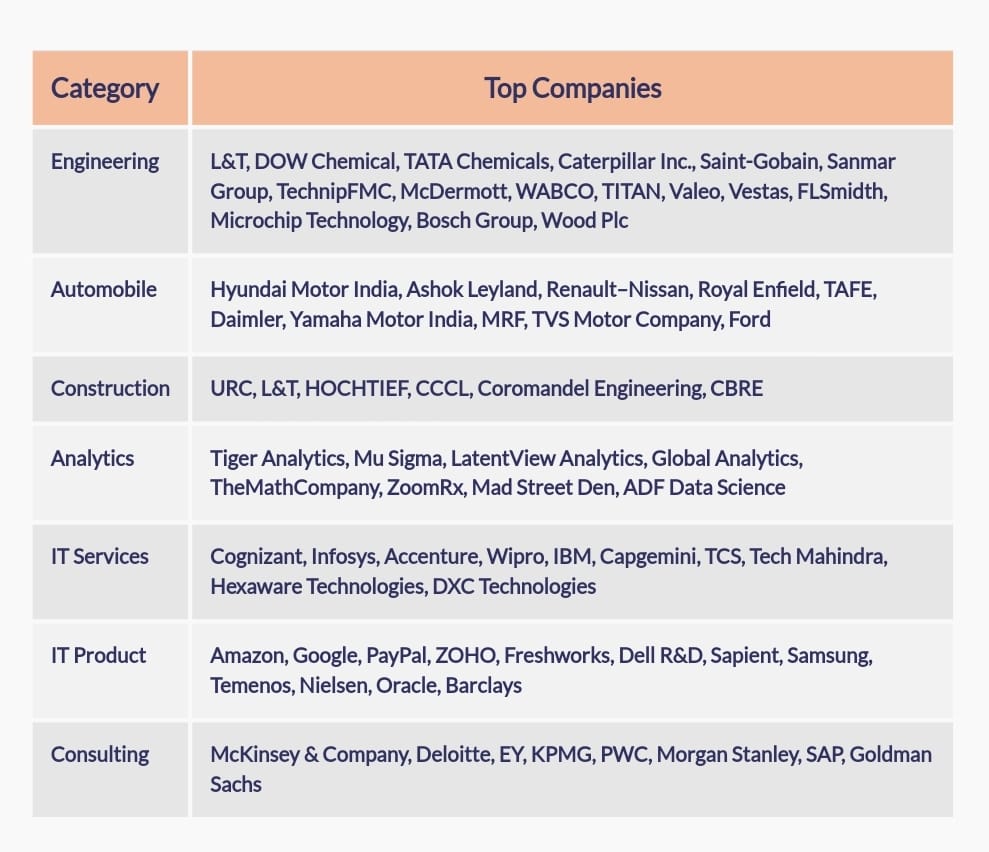 Category Top Companies
Engineering L&T, DOW Chemical, TATA Chemicals, Caterpillar Inc., Saint-Gobain, Sanmar
Group, TechnipFMC, McDermott, WABCO, TITAN, Valeo, Vestas, FLSmidth,
Microchip Technology, Bosch Group, Wood Plc
Automobile Hyundai Motor India, Ashok Leyland, Renault–Nissan, Royal Enfield, TAFE,
Daimler, Yamaha Motor India, MRF, TVS Motor Company, Ford
Construction URC, L&T, HOCHTIEF, CCCL, Coromandel Engineering, CBRE
Analytics Tiger Analytics, Mu Sigma, LatentView Analytics, Global Analytics,
TheMathCompany, ZoomRx, Mad Street Den, ADF Data Science
IT Services Cognizant, Infosys, Accenture, Wipro, IBM, Capgemini, TCS, Tech Mahindra,
Hexaware Technologies, DXC Technologies
IT Product Amazon, Google, PayPal, ZOHO, Freshworks, Dell R&D, Sapient, Samsung,
Temenos, Nielsen, Oracle, Barclays
Consulting McKinsey & Company, Deloitte, EY, KPMG, PWC, Morgan Stanley, SAP, Goldman
Sachs